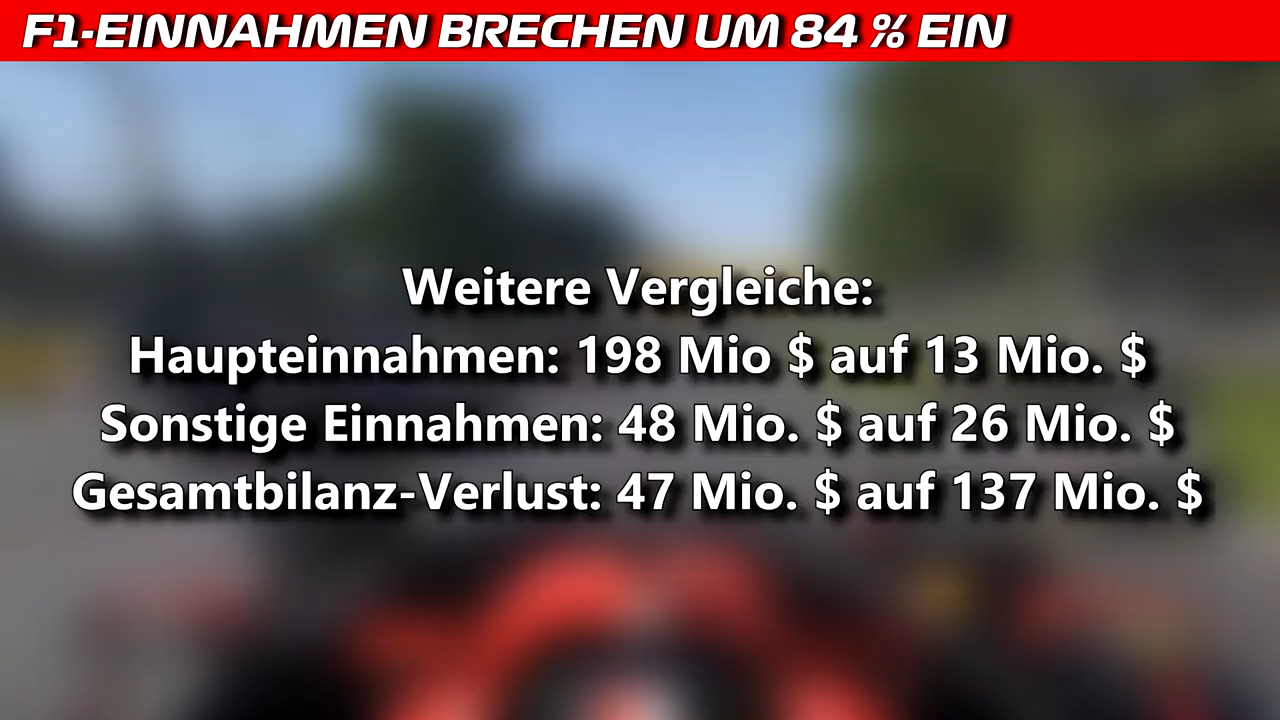 F1-EINNAHMEN BRECHEN UM 84 % EIN
Weitere Vergleiche:
Haupteinnahmen: 198 Mio $ auf 13 Mio. $
Sonstige Einnahmen: 48 Mio. $ auf 26 Mio. $
Gesamtbilanz-Verlust: 47 Mio. $ auf 137 Mio. $